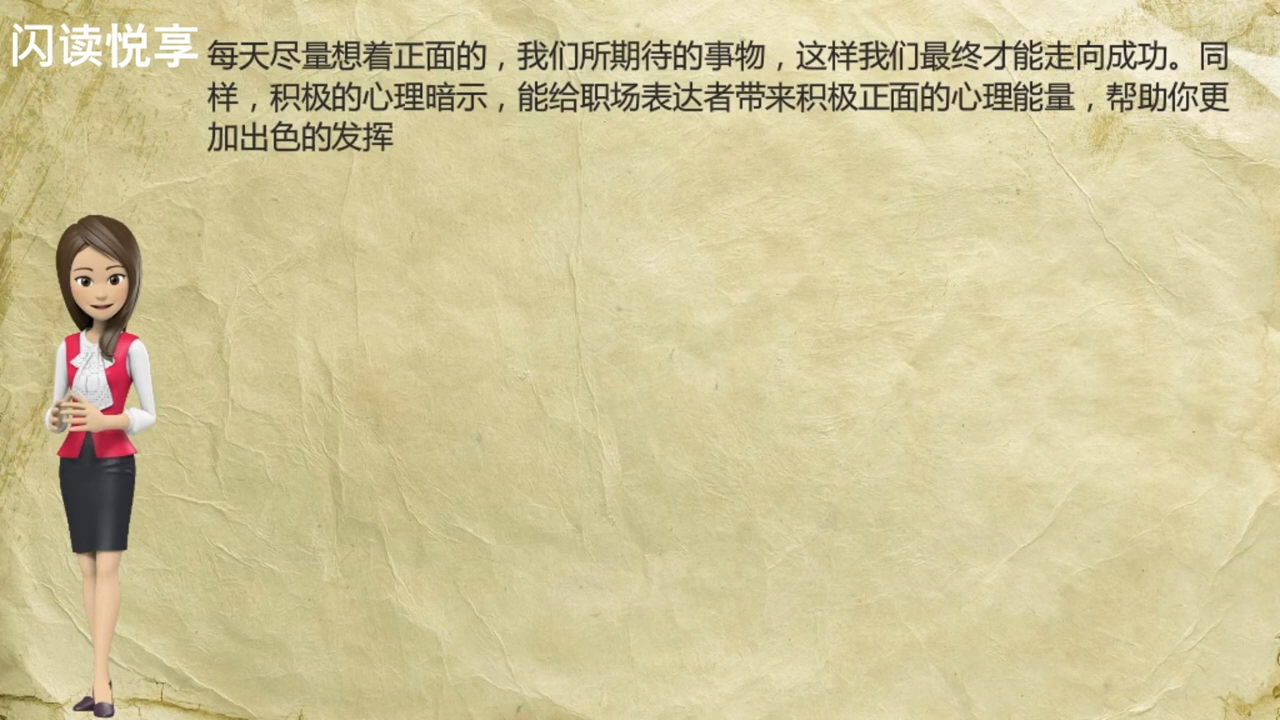 闪读悦享
每天尽量想着正面的，我们所期待的事物，这样我们最终才能走向成功。同
样，积极的心理暗示，能给职场表达者带来积极正面的心理能量，帮助你更
加出色的发挥